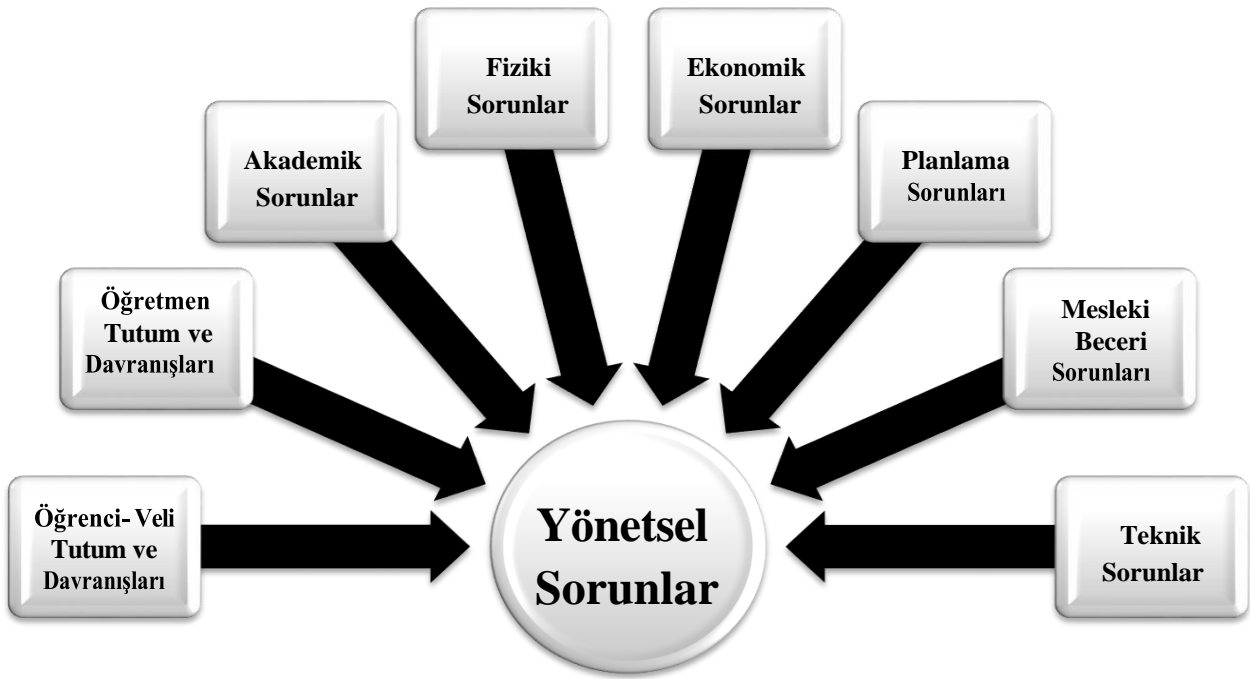 Öğrenci- Veli
Tutum ve
Davranışları
Öğretmen
Tutum ve
Davranışları
Akademik
Sorunlar
Fiziki
Sorunlar
Ekonomik
Sorunlar
Planlama
Sorunları
Mesleki
Beceri
Sorunları
Teknik
Sorunlar
Yönetsel
Sorunlar